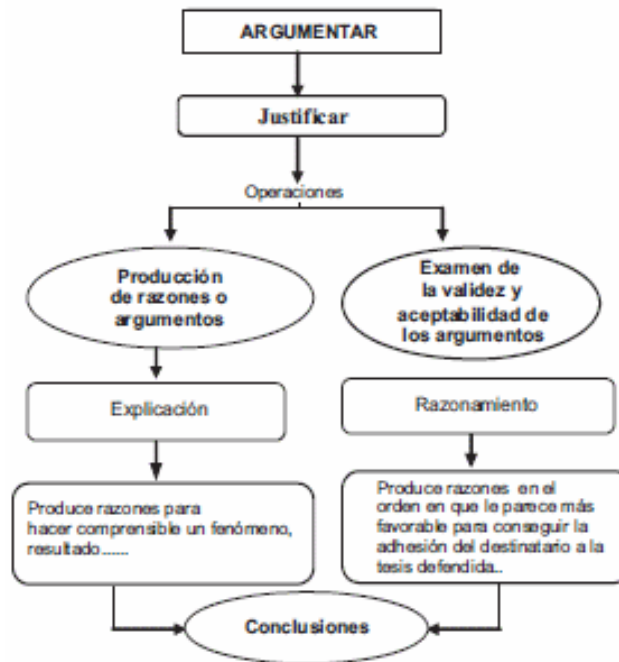 ARGUMENTAR
Justificar
Operaciones
Producción
de razones o
argumentos
Examen de
la validez y
aceptabilidad de
los argumentos
Explicación
Razonamiento
Produce razones para
hacer comprensible un fenómeno,
resultado......
Produce razones en el
orden en que le parece más
favorable para conseguir la
adhesión del destinatario a la
tesis defendida..
Conclusiones